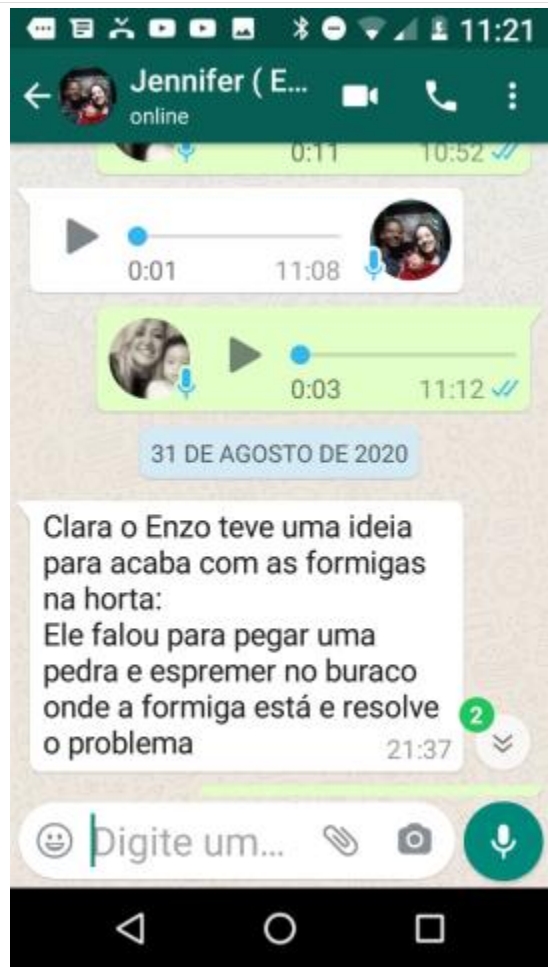 11:21
Jennifer ( E...
online
0:11 10:52
0:01 11:08
0:03 11:12
31 DE AGOSTO DE 2020
Clara o Enzo teve uma ideia
para acaba com as formigas
na horta:
Ele falou para pegar uma
pedra e espremer no buraco
onde a formiga está e resolve
o problema
21:37
2
Digite um...